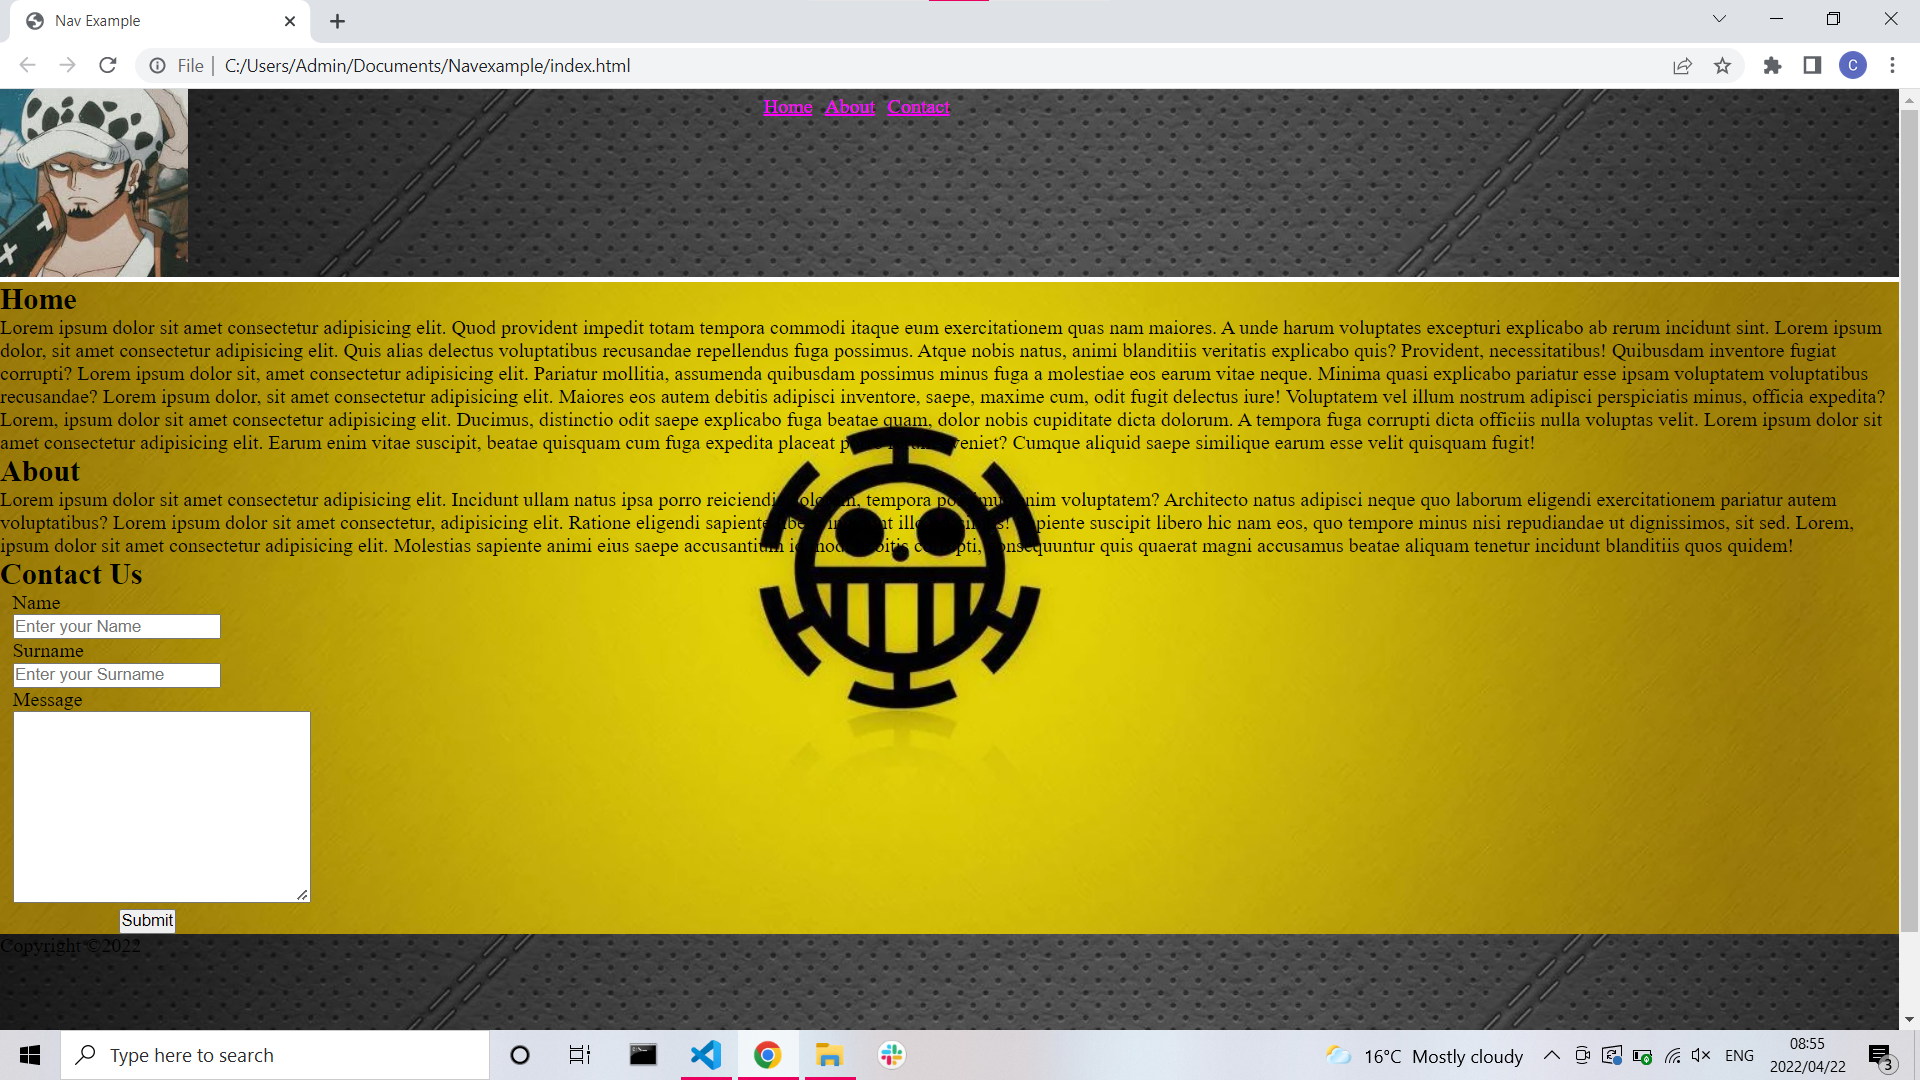 Nav Example
File
C:/Users/Admin/Documents/Navexample/index.html
C
Home About Contact
Home
Lorem ipsum dolor sit amet consectetur adipisicing elit. Quod provident impedit totam tempora commodi itaque eum exercitationem quas nam maiores. A unde harum voluptates excepturi explicabo ab rerum incidunt sint. Lorem ipsum
dolor, sit amet consectetur adipisicing elit. Quis alias delectus voluptatibus recusandae repellendus fuga possimus. Atque nobis natus, animi blanditiis veritatis explicabo quis? Provident, necessitatibus! Quibusdam inventore fugiat
corrupti? Lorem ipsum dolor sit, amet consectetur adipisicing elit. Pariatur mollitia, assumenda quibusdam possimus minus fuga a molestiae eos earum vitae neque. Minima quasi explicabo pariatur esse ipsam voluptatem voluptatibus
recusandae? Lorem ipsum dolor, sit amet consectetur adipisicing elit. Maiores eos autem debitis adipisci inventore, saepe, maxime cum, odit fugit delectus iure! Voluptatem vel illum nostrum adipisci perspiciatis minus, officia expedita?
Lorem, ipsum dolor sit amet consectetur adipisicing elit. Ducimus, distinctio odit saepe explicabo fuga beatae quam, dolor nobis cupiditate dicta dolorum. A tempora fuga corrupti dicta officiis nulla voluptas velit. Lorem ipsum dolor sit
amet consectetur adipisicing elit. Earum enim vitae suscipit, beatae quisquam cum fuga expedita placeat Cumque aliquid saepe similique earum esse velit quisquam fugit!
About
Lorem ipsum dolor sit amet consectetur adipisicing elit. Incidunt ullam natus ipsa porro tempora voluptatem? Architecto natus adipisci neque quo laborum eligendi exercitationem pariatur autem
voluptatibus? Lorem ipsum dolor sit amet consectetur, adipisicing elit. Ratione eligendi suscipit libero hic nam eos, quo tempore minus nisi repudiandae ut dignissimos, sit sed. Lorem,
ipsum dolor sit amet consectetur adipisicing elit. Molestias sapiente animi eius saepe quis quaerat magni accusamus beatae aliquam tenetur incidunt blanditiis quos quidem!
Contact Us
Name
Enter your Name
Surname
Enter your Surname
Message
Submit
Copyright ©2022
Type here to search
16°C Mostly cloudy
ENG
08:55
2022/04/22
3